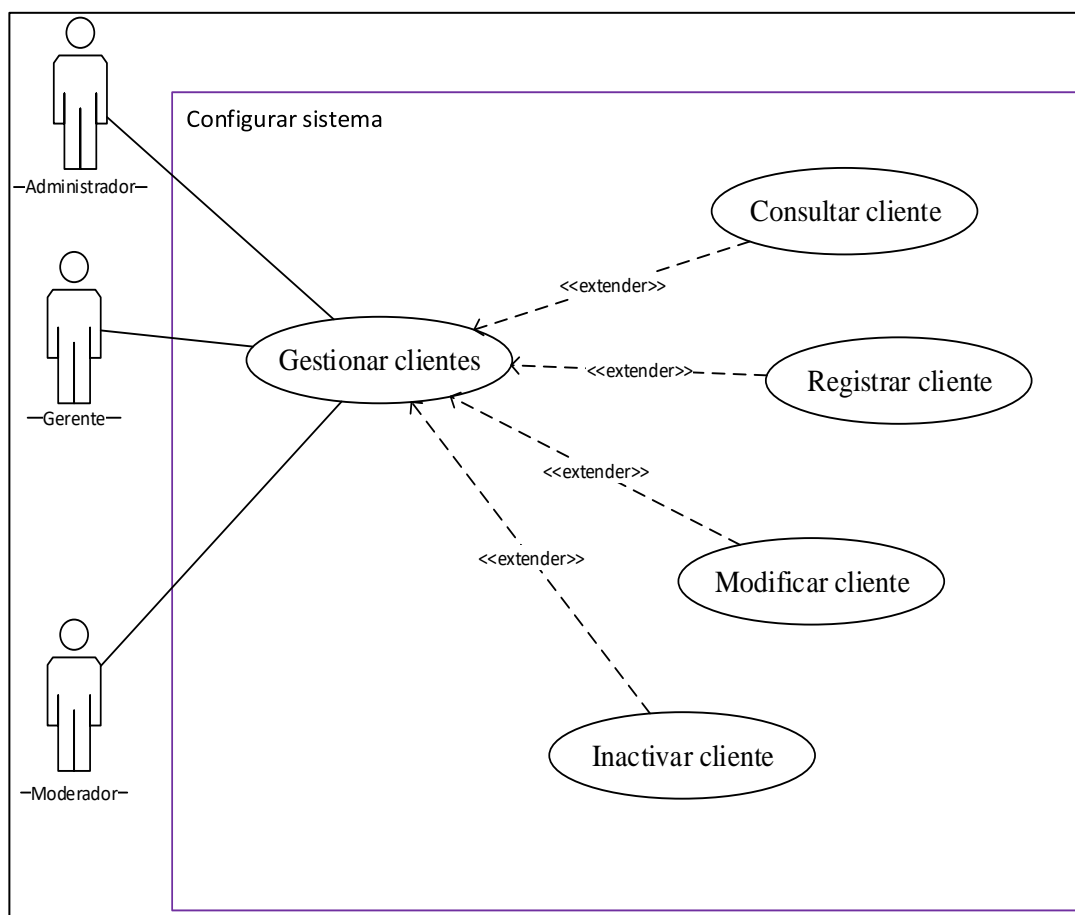 Configurar sistema
Administrador
Consultar cliente
<<extender>>
Gestionar clientes
<<extender>>
Registrar cliente
Gerente
<<extender>>
<<extender>>
Modificar cliente
Inactivar cliente
Moderador